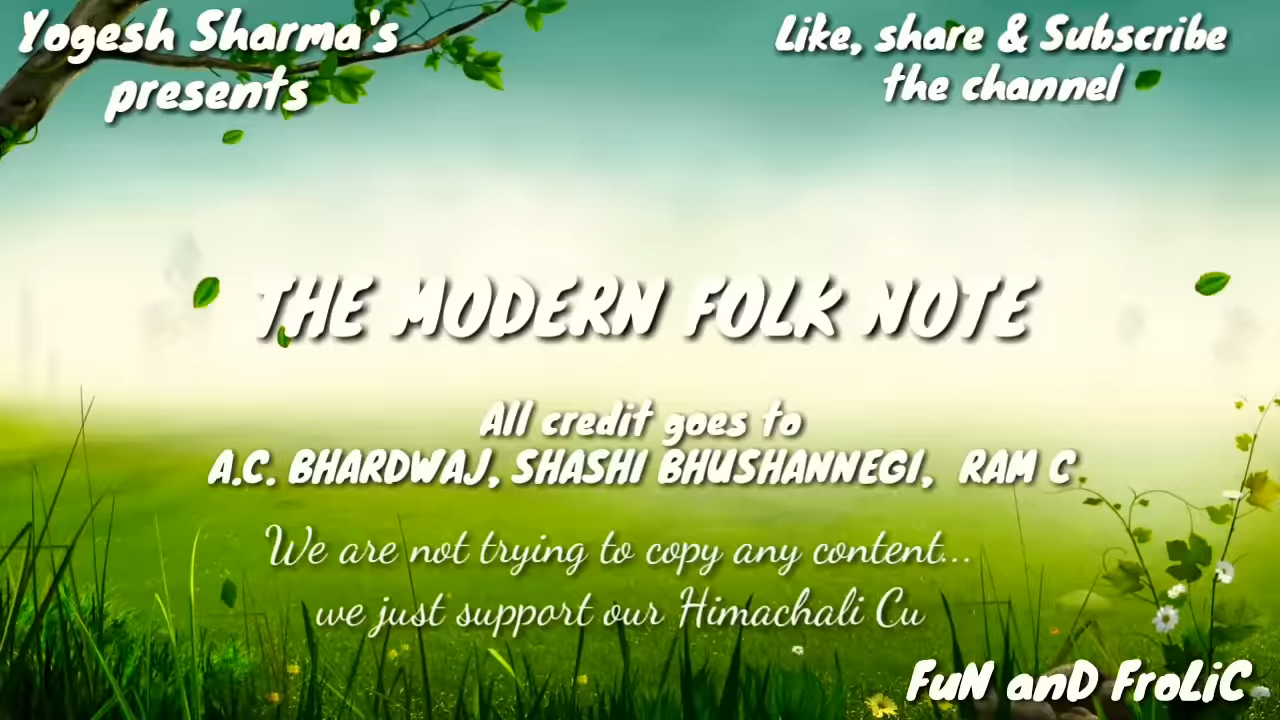 Yogesh Sharma's
presents
Like, share & Subscribe
the channel
THE MODERN FOLK NOTE
All credit goes to
A.C. BHARDWAJ, SHASHI BHUSHANNEGI, RAM C
We are not trying to copy any content...
we just support our Himachali Cu
FuN anD FroLiC